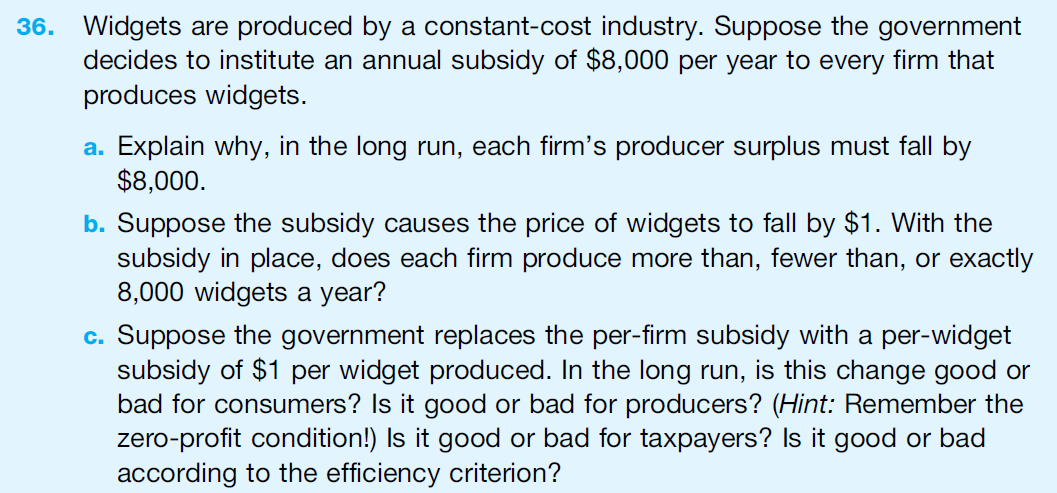 36. Widgets are produced by a constant-cost industry. Suppose the government
decides to institute an annual subsidy of $8,000 per year to every firm that
produces widgets.
a. Explain why, in the long run, each firm's producer surplus must fall by
$8,000.
b. Suppose the subsidy causes the price of widgets to fall by $1. With the
subsidy in place, does each firm produce more than, fewer than, or exactly
8,000 widgets a year?
c. Suppose the government replaces the per-firm subsidy with a per-widget
subsidy of $1 per widget produced. In the long run, is this change good or
bad for consumers? Is it good or bad for producers? (Hint: Remember the
zero-profit condition!) Is it good or bad for taxpayers? Is it good or bad
according to the efficiency criterion?